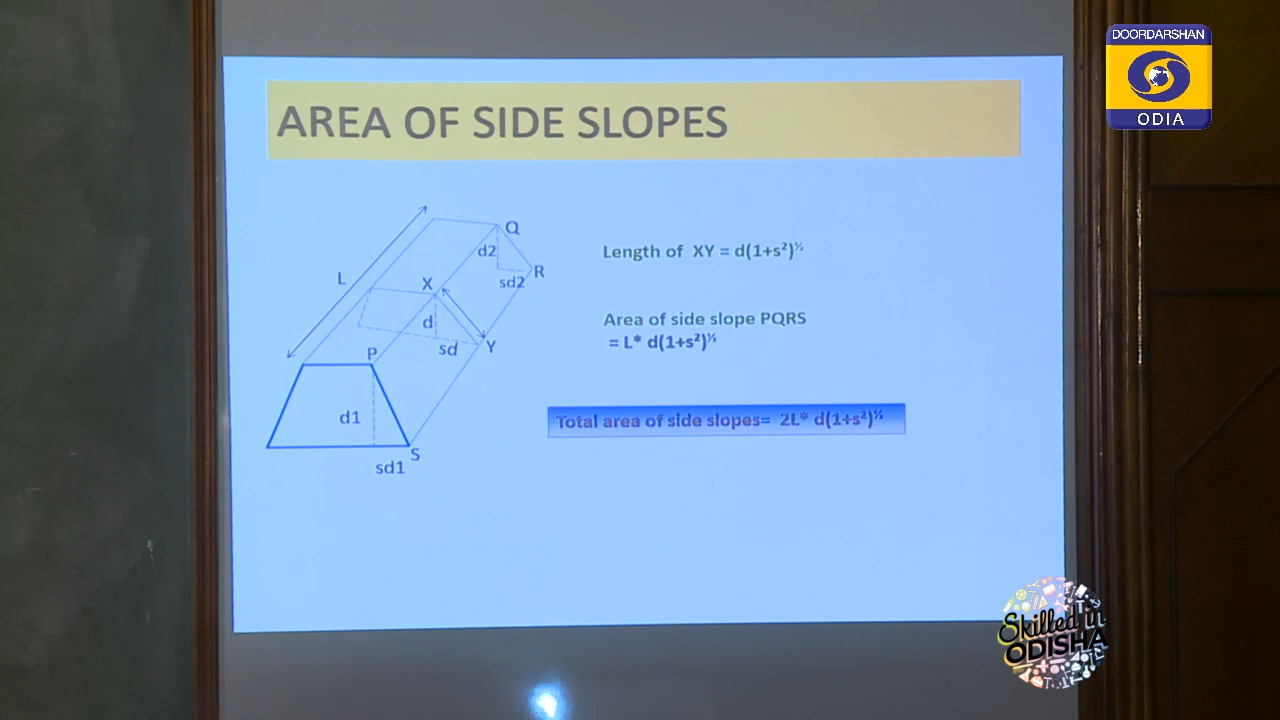 DOORDARSHAN
ODIA
AREA OF SIDE SLOPES
Q
d2
R
L
X
sd2
d
sd
Y
P
d1
S
sd1
Length of XY = d(1+s²)^½
Area of side slope PQRS
= L* d(1+s²)^½
Total area of side slopes= 2L* d(1+s²)^½
Skilled in
ODISHA